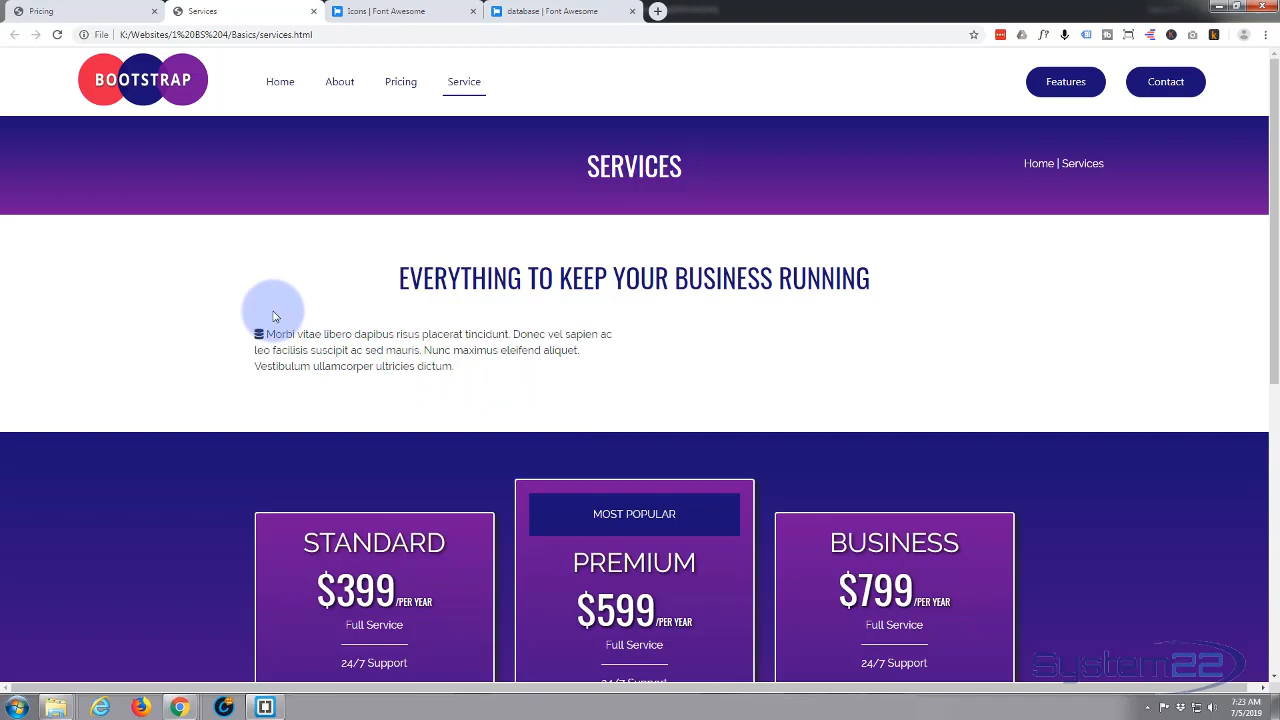 Pricing
Services
Icons | Font Awesome
database | Font Awesome
File | K:/Websites/1%20BS%204/Basics/services.html
BOOTSTRAP
Home
About
Pricing
Service
Features
Contact
SERVICES
Home | Services
EVERYTHING TO KEEP YOUR BUSINESS RUNNING
Morbi vitae libero dapibus risus placerat tincidunt. Donec vel sapien ac
leo facilisis suscipit ac sed mauris. Nunc maximus eleifend aliquet.
Vestibulum ullamcorper ultricies dictum.
STANDARD
$399/PER YEAR
Full Service
24/7 Support
MOST POPULAR
PREMIUM
$599/PER YEAR
Full Service
BUSINESS
$799/PER YEAR
Full Service
24/7 Support
System22
7:23 AM
7/5/2019